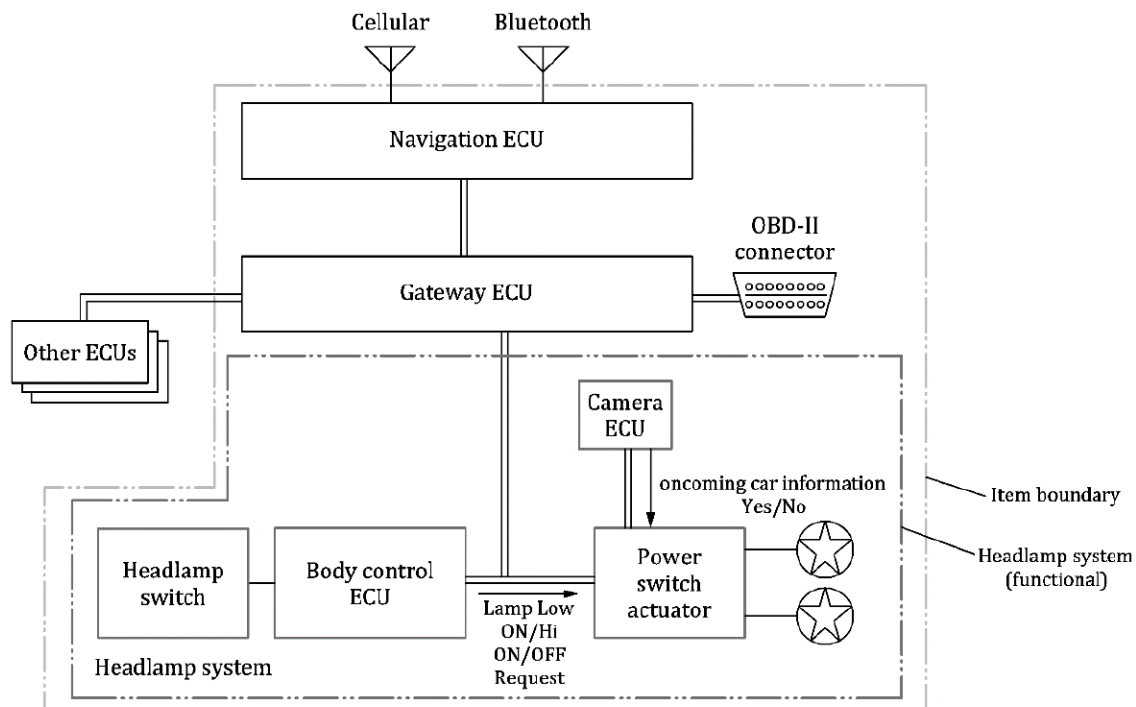 Cellular
Bluetooth
Navigation ECU
OBD-II
connector
Gateway ECU
Other ECUs
Camera
ECU
oncoming car information
Yes/No
Item boundary
Headlamp system
(functional)
Headlamp
switch
Body control
ECU
Power
switch
actuator
Lamp Low
ON/Hi
ON/OFF
Request
Headlamp system